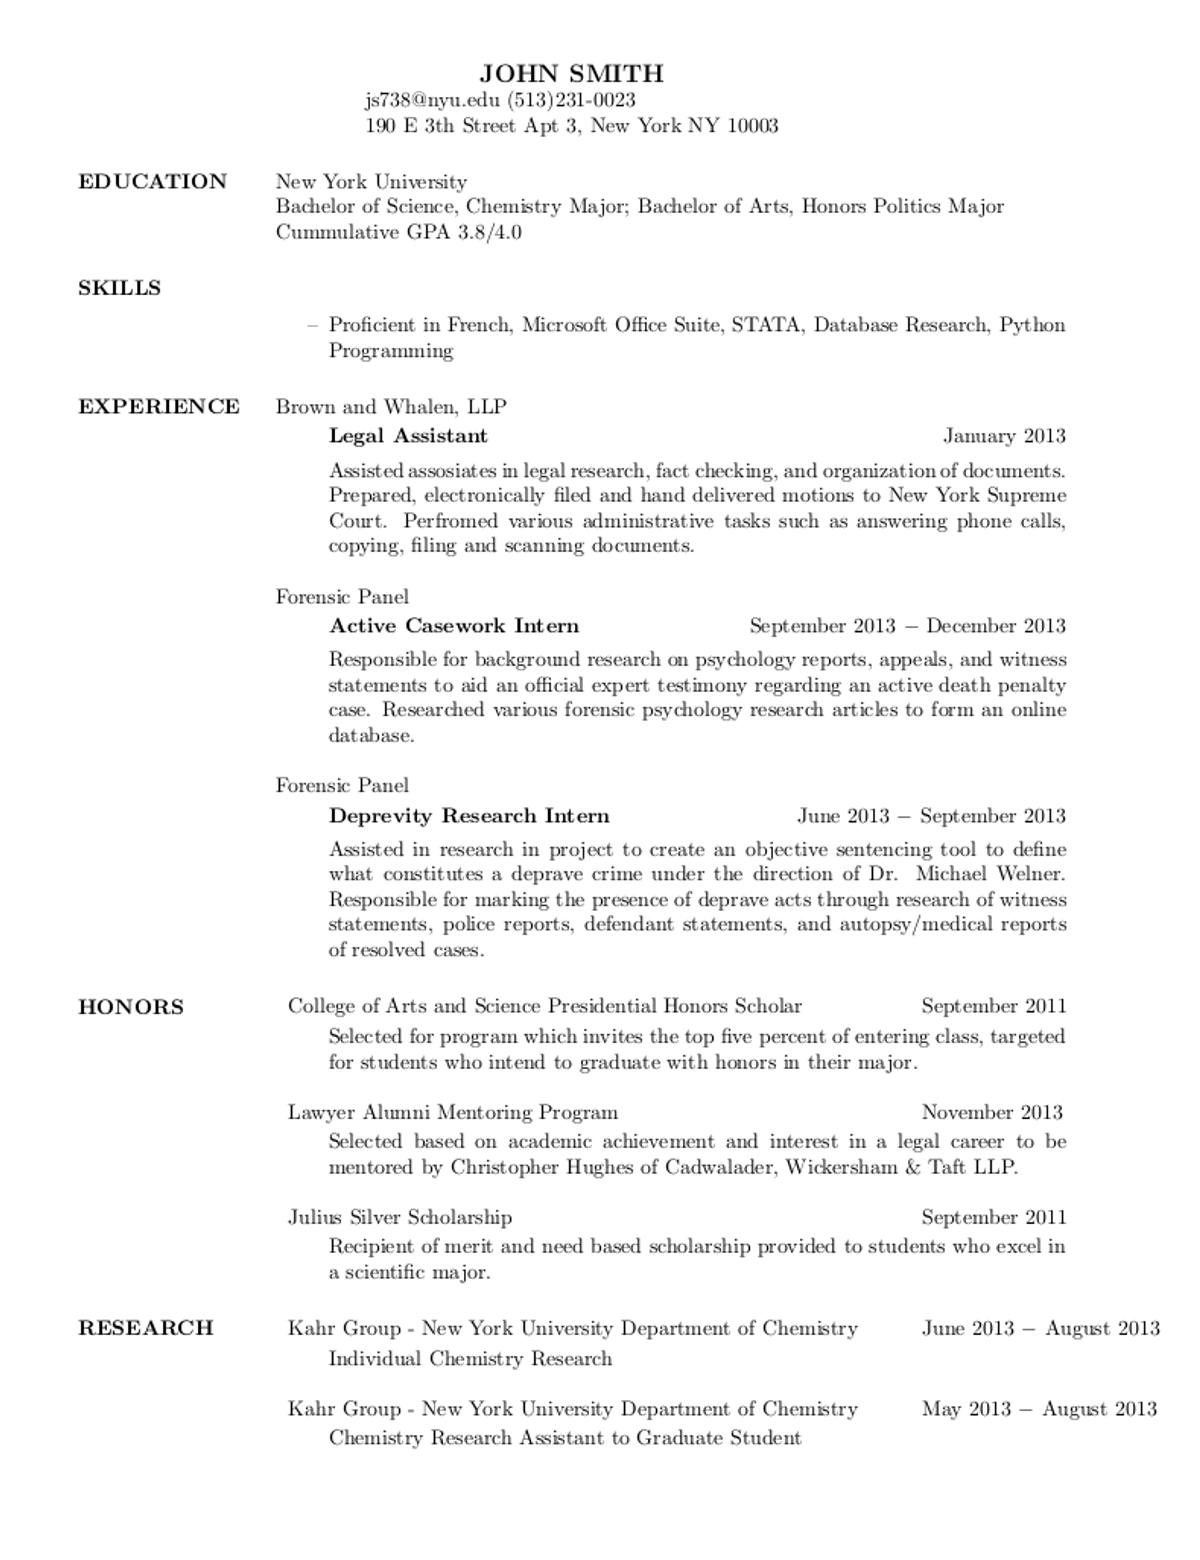 JOHN SMITH
js738@nyu.edu (513)231-0023
190 E 3th Street Apt 3, New York NY 10003
EDUCATION New York University
Bachelor of Science, Chemistry Major; Bachelor of Arts, Honors Politics Major
Cummulative GPA 3.8/4.0
SKILLS
– Proficient in French, Microsoft Office Suite, STATA, Database Research, Python
Programming
EXPERIENCE Brown and Whalen, LLP
Legal Assistant January 2013
Assisted assosiates in legal research, fact checking, and organization of documents.
Prepared, electronically filed and hand delivered motions to New York Supreme
Court. Perfromed various administrative tasks such as answering phone calls,
copying, filing and scanning documents.
Forensic Panel
Active Casework Intern September 2013 – December 2013
Responsible for background research on psychology reports, appeals, and witness
statements to aid an official expert testimony regarding an active death penalty
case. Researched various forensic psychology research articles to form an online
database.
Forensic Panel
Deprevity Research Intern June 2013 – September 2013
Assisted in research in project to create an objective sentencing tool to define
what constitutes a deprave crime under the direction of Dr. Michael Welner.
Responsible for marking the presence of deprave acts through research of witness
statements, police reports, defendant statements, and autopsy/medical reports
of resolved cases.
HONORS College of Arts and Science Presidential Honors Scholar September 2011
Selected for program which invites the top five percent of entering class, targeted
for students who intend to graduate with honors in their major.
Lawyer Alumni Mentoring Program November 2013
Selected based on academic achievement and interest in a legal career to be
mentored by Christopher Hughes of Cadwalader, Wickersham & Taft LLP.
Julius Silver Scholarship September 2011
Recipient of merit and need based scholarship provided to students who excel in
a scientific major.
RESEARCH Kahr Group - New York University Department of Chemistry June 2013 – August 2013
Individual Chemistry Research
Kahr Group - New York University Department of Chemistry May 2013 – August 2013
Chemistry Research Assistant to Graduate Student